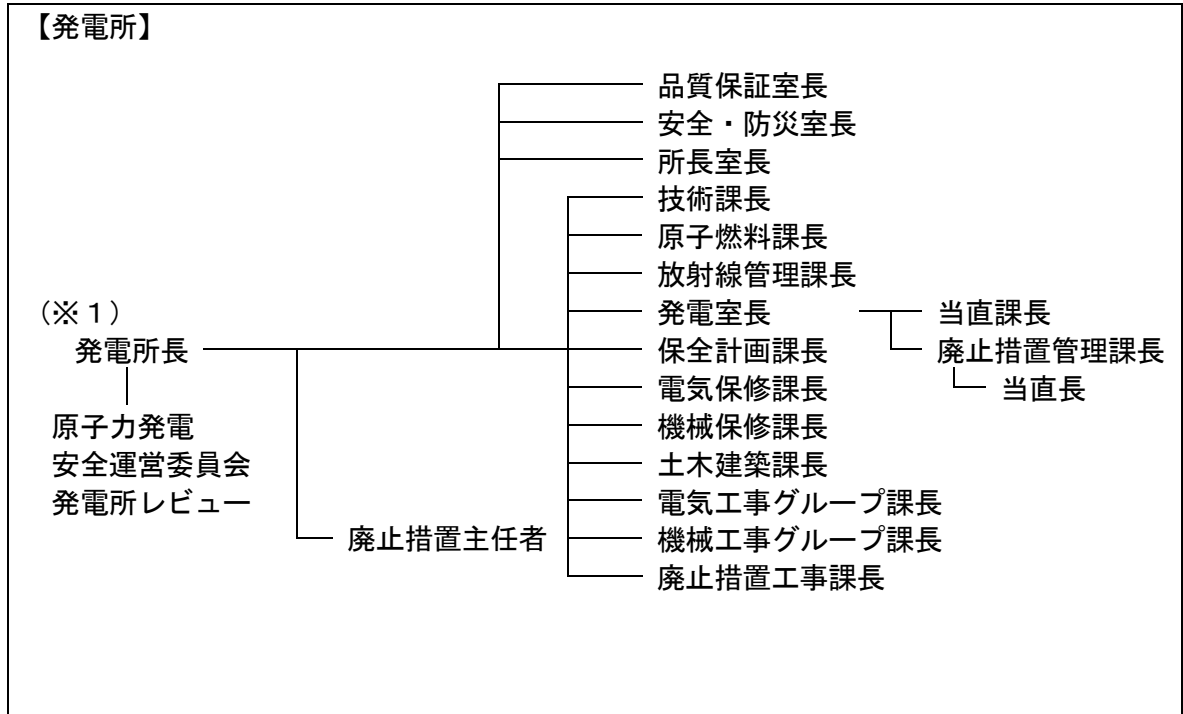 【発電所】
品質保証室長
安全・防災室長
所長室長
技術課長
原子燃料課長
放射線管理課長
(※1)
発電室長
当直課長
発電所長
保全計画課長
廃止措置管理課長
電気保修課長
当直長
原子力発電
機械保修課長
安全運営委員会
土木建築課長
発電所レビュー
電気工事グループ課長
廃止措置主任者
機械工事グループ課長
廃止措置工事課長